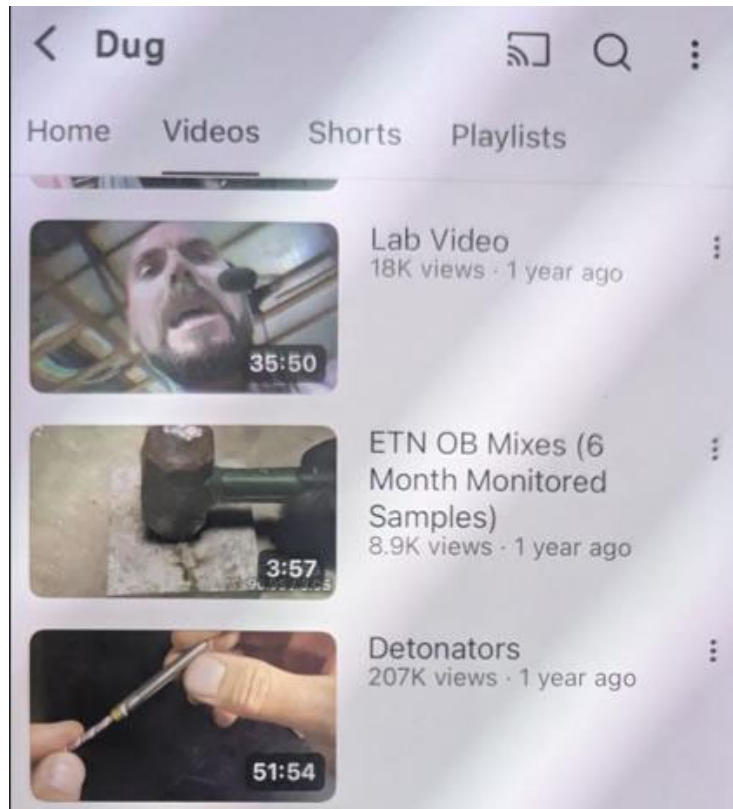 Dug
Home Videos Shorts Playlists
Lab Video
18K views · 1 year ago
35:50
ETN OB Mixes (6
Month Monitored
Samples)
8.9K views · 1 year ago
3:57
Detonators
207K views · 1 year ago
51:54